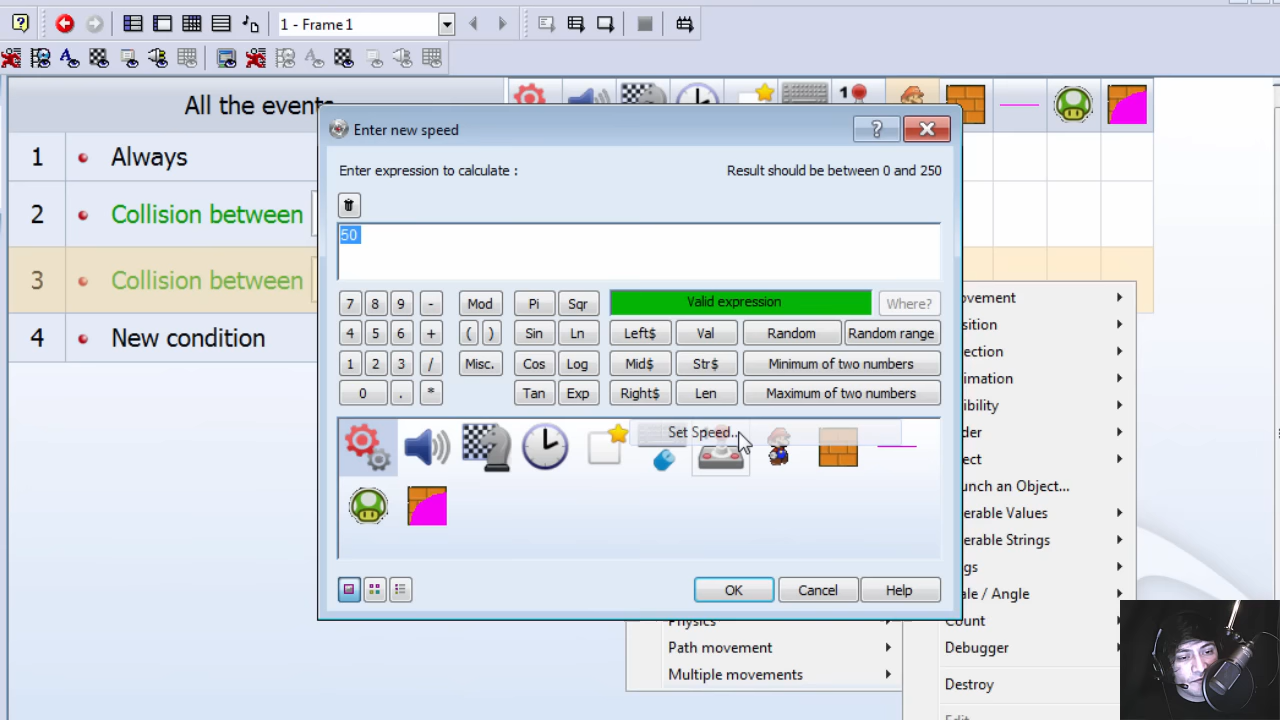 1 - Frame 1
All the events
1 • Always
2 • Collision between
3 • Collision between
4 • New condition
Enter new speed
Enter expression to calculate :
Result should be between 0 and 250
50
7 8 9 - Mod Pi Sqr Valid expression Where?
4 5 6 + ( ) Sin Ln Left$ Val Random Random range
1 2 3 / Misc. Cos Log Mid$ Str$ Minimum of two numbers
0 . * Tan Exp Right$ Len Maximum of two numbers
Set Speed...
OK Cancel Help
ovement
sition
ection
imation
ibility
der
ect
unch an Object...
erable Values
erable Strings
gs
ale / Angle
Count
Debugger
Destroy
Edit
Physics
Path movement
Multiple movements